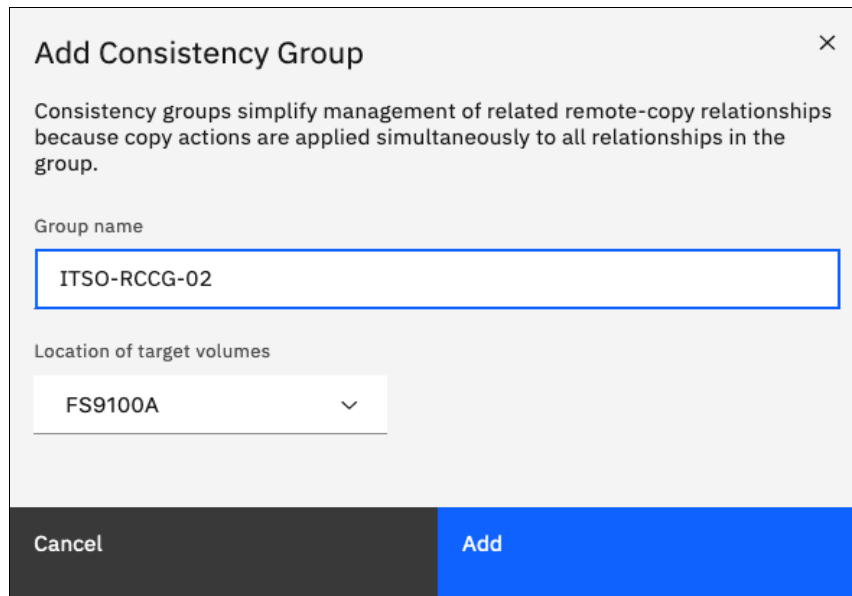 Add Consistency Group
Consistency groups simplify management of related remote-copy relationships
because copy actions are applied simultaneously to all relationships in the
group.
Group name
ITSO-RCCG-02
Location of target volumes
FS9100A
Cancel
Add